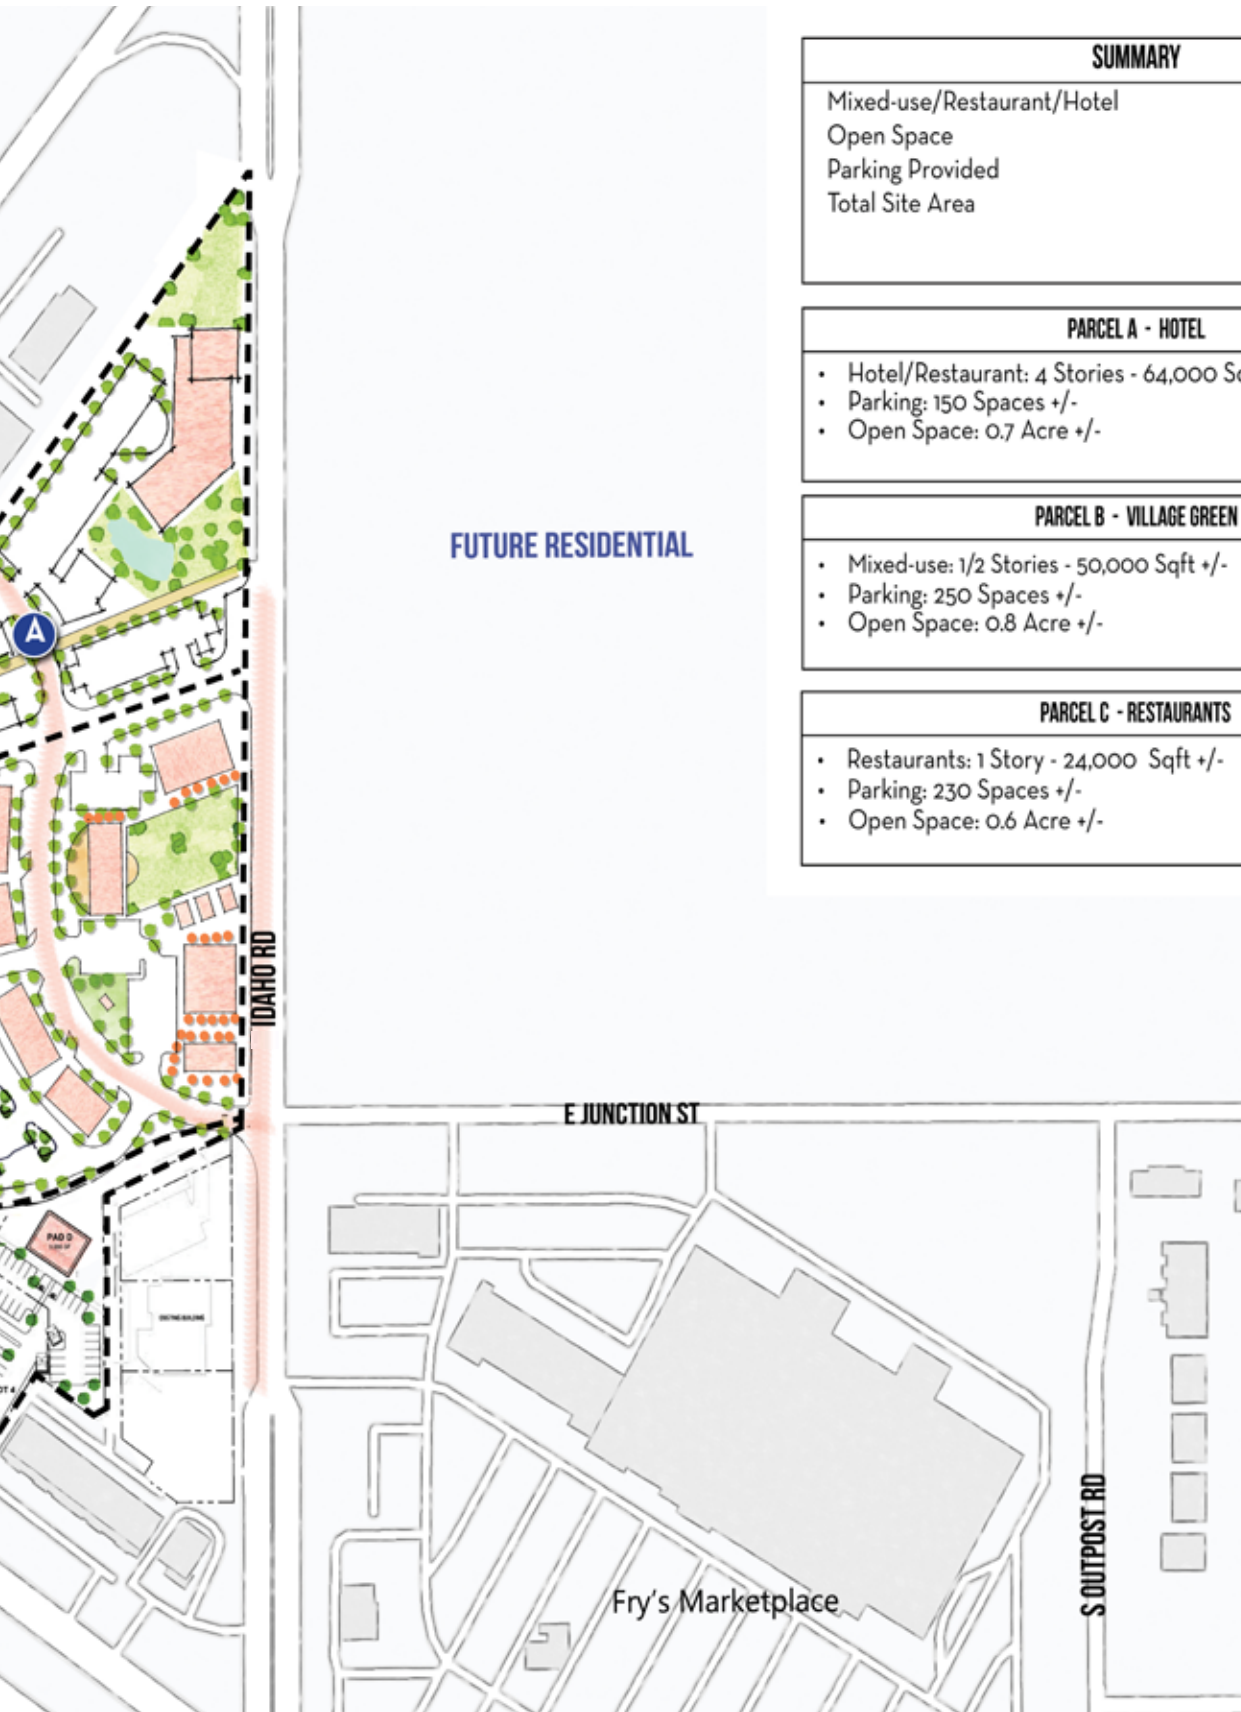 SUMMARY
Mixed-use/Restaurant/Hotel
Open Space
Parking Provided
Total Site Area
PARCEL A - HOTEL
• Hotel/Restaurant: 4 Stories - 64,000
• Parking: 150 Spaces +/-
• Open Space: 0.7 Acre +/-
PARCEL B - VILLAGE GREEN
• Mixed-use: 1/2 Stories - 50,000 Sqft +/-
• Parking: 250 Spaces +/-
• Open Space: 0.8 Acre +/-
PARCEL C - RESTAURANTS
• Restaurants: 1 Story - 24,000 Sqft +/-
• Parking: 230 Spaces +/-
• Open Space: 0.6 Acre +/-
FUTURE RESIDENTIAL
A
IDAHO RD
E JUNCTION ST
PAD D
EXISTING BUILDING
S OUTPOST RD
Fry's Marketplace